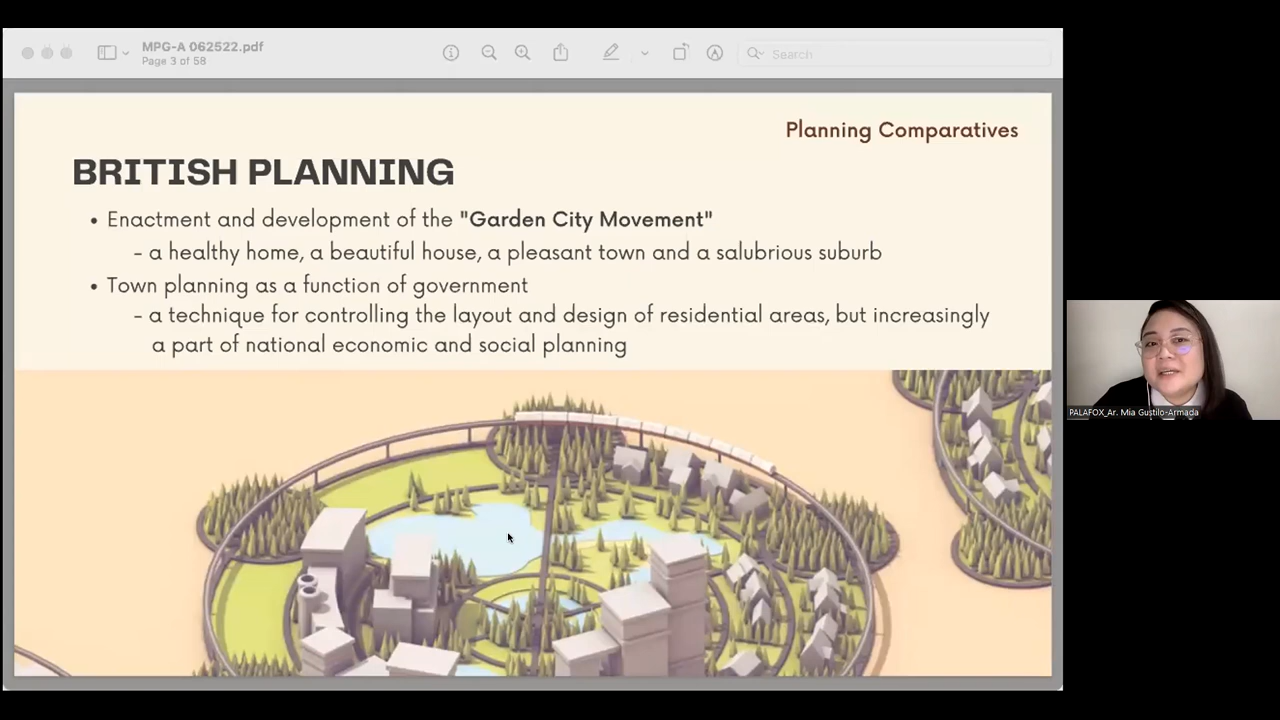 MPG-A 062522.pdf
Page 3 of 58
Search
Planning Comparatives
BRITISH PLANNING
• Enactment and development of the "Garden City Movement"
- a healthy home, a beautiful house, a pleasant town and a salubrious suburb
• Town planning as a function of government
- a technique for controlling the layout and design of residential areas, but increasingly
a part of national economic and social planning
PALAFOX_Ar. Mia Gustilo-Armada